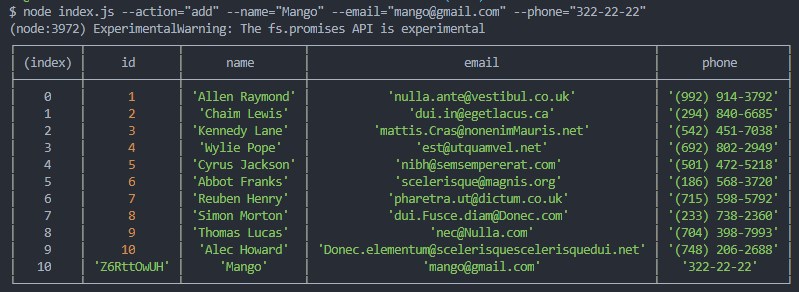 $ node index.js --action="add" --name="Mango" --email="mango@gmail.com" --phone="322-22-22"
(node:3972) ExperimentalWarning: The fs.promises API is experimental
(index) id name email phone
0 1 'Allen Raymond' 'nulla.ante@vestibul.co.uk' '(992) 914-3792'
1 2 'Chaim Lewis' 'dui.in@egetlacus.ca' '(294) 840-6685'
2 3 'Kennedy Lane' 'mattis.Cras@nonenimMauris.net' '(542) 451-7038'
3 4 'Wylie Pope' 'est@utquamvel.net' '(692) 802-2949'
4 5 'Cyrus Jackson' 'nibh@semsempererat.com' '(501) 472-5218'
5 6 'Abbot Franks' 'scelerisque@magnis.org' '(186) 568-3720'
6 7 'Reuben Henry' 'pharetra.ut@dictum.co.uk' '(715) 598-5792'
7 8 'Simon Morton' 'dui.Fusce.diam@Donec.com' '(233) 738-2360'
8 9 'Thomas Lucas' 'nec@Nulla.com' '(704) 398-7993'
9 10 'Alec Howard' 'Donec.elementum@scelerisquescelerisquedui.net' '(748) 206-2688'
10 'Z6RttOwUH' 'Mango' 'mango@gmail.com' '322-22-22'